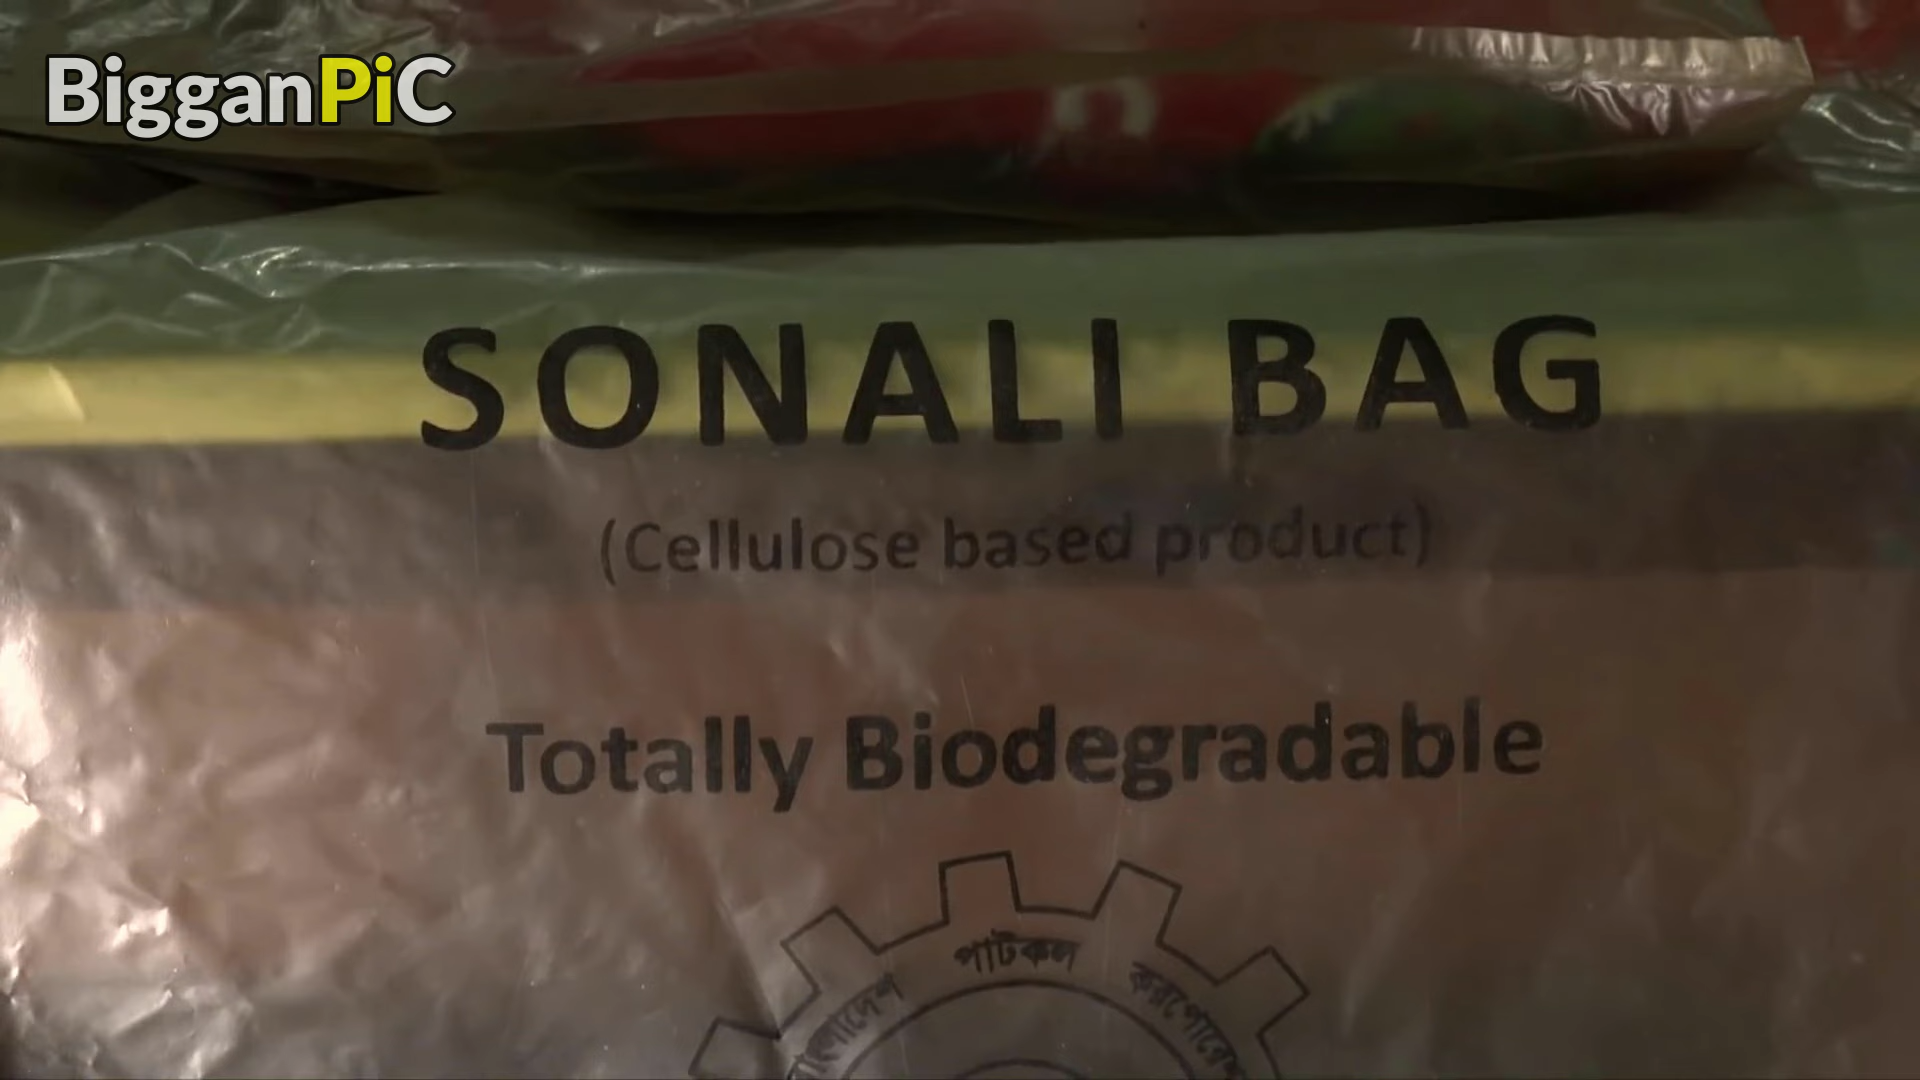 BigganPiC
SONALI BAG
(Cellulose based product)
Totally Biodegradable
পাটকল